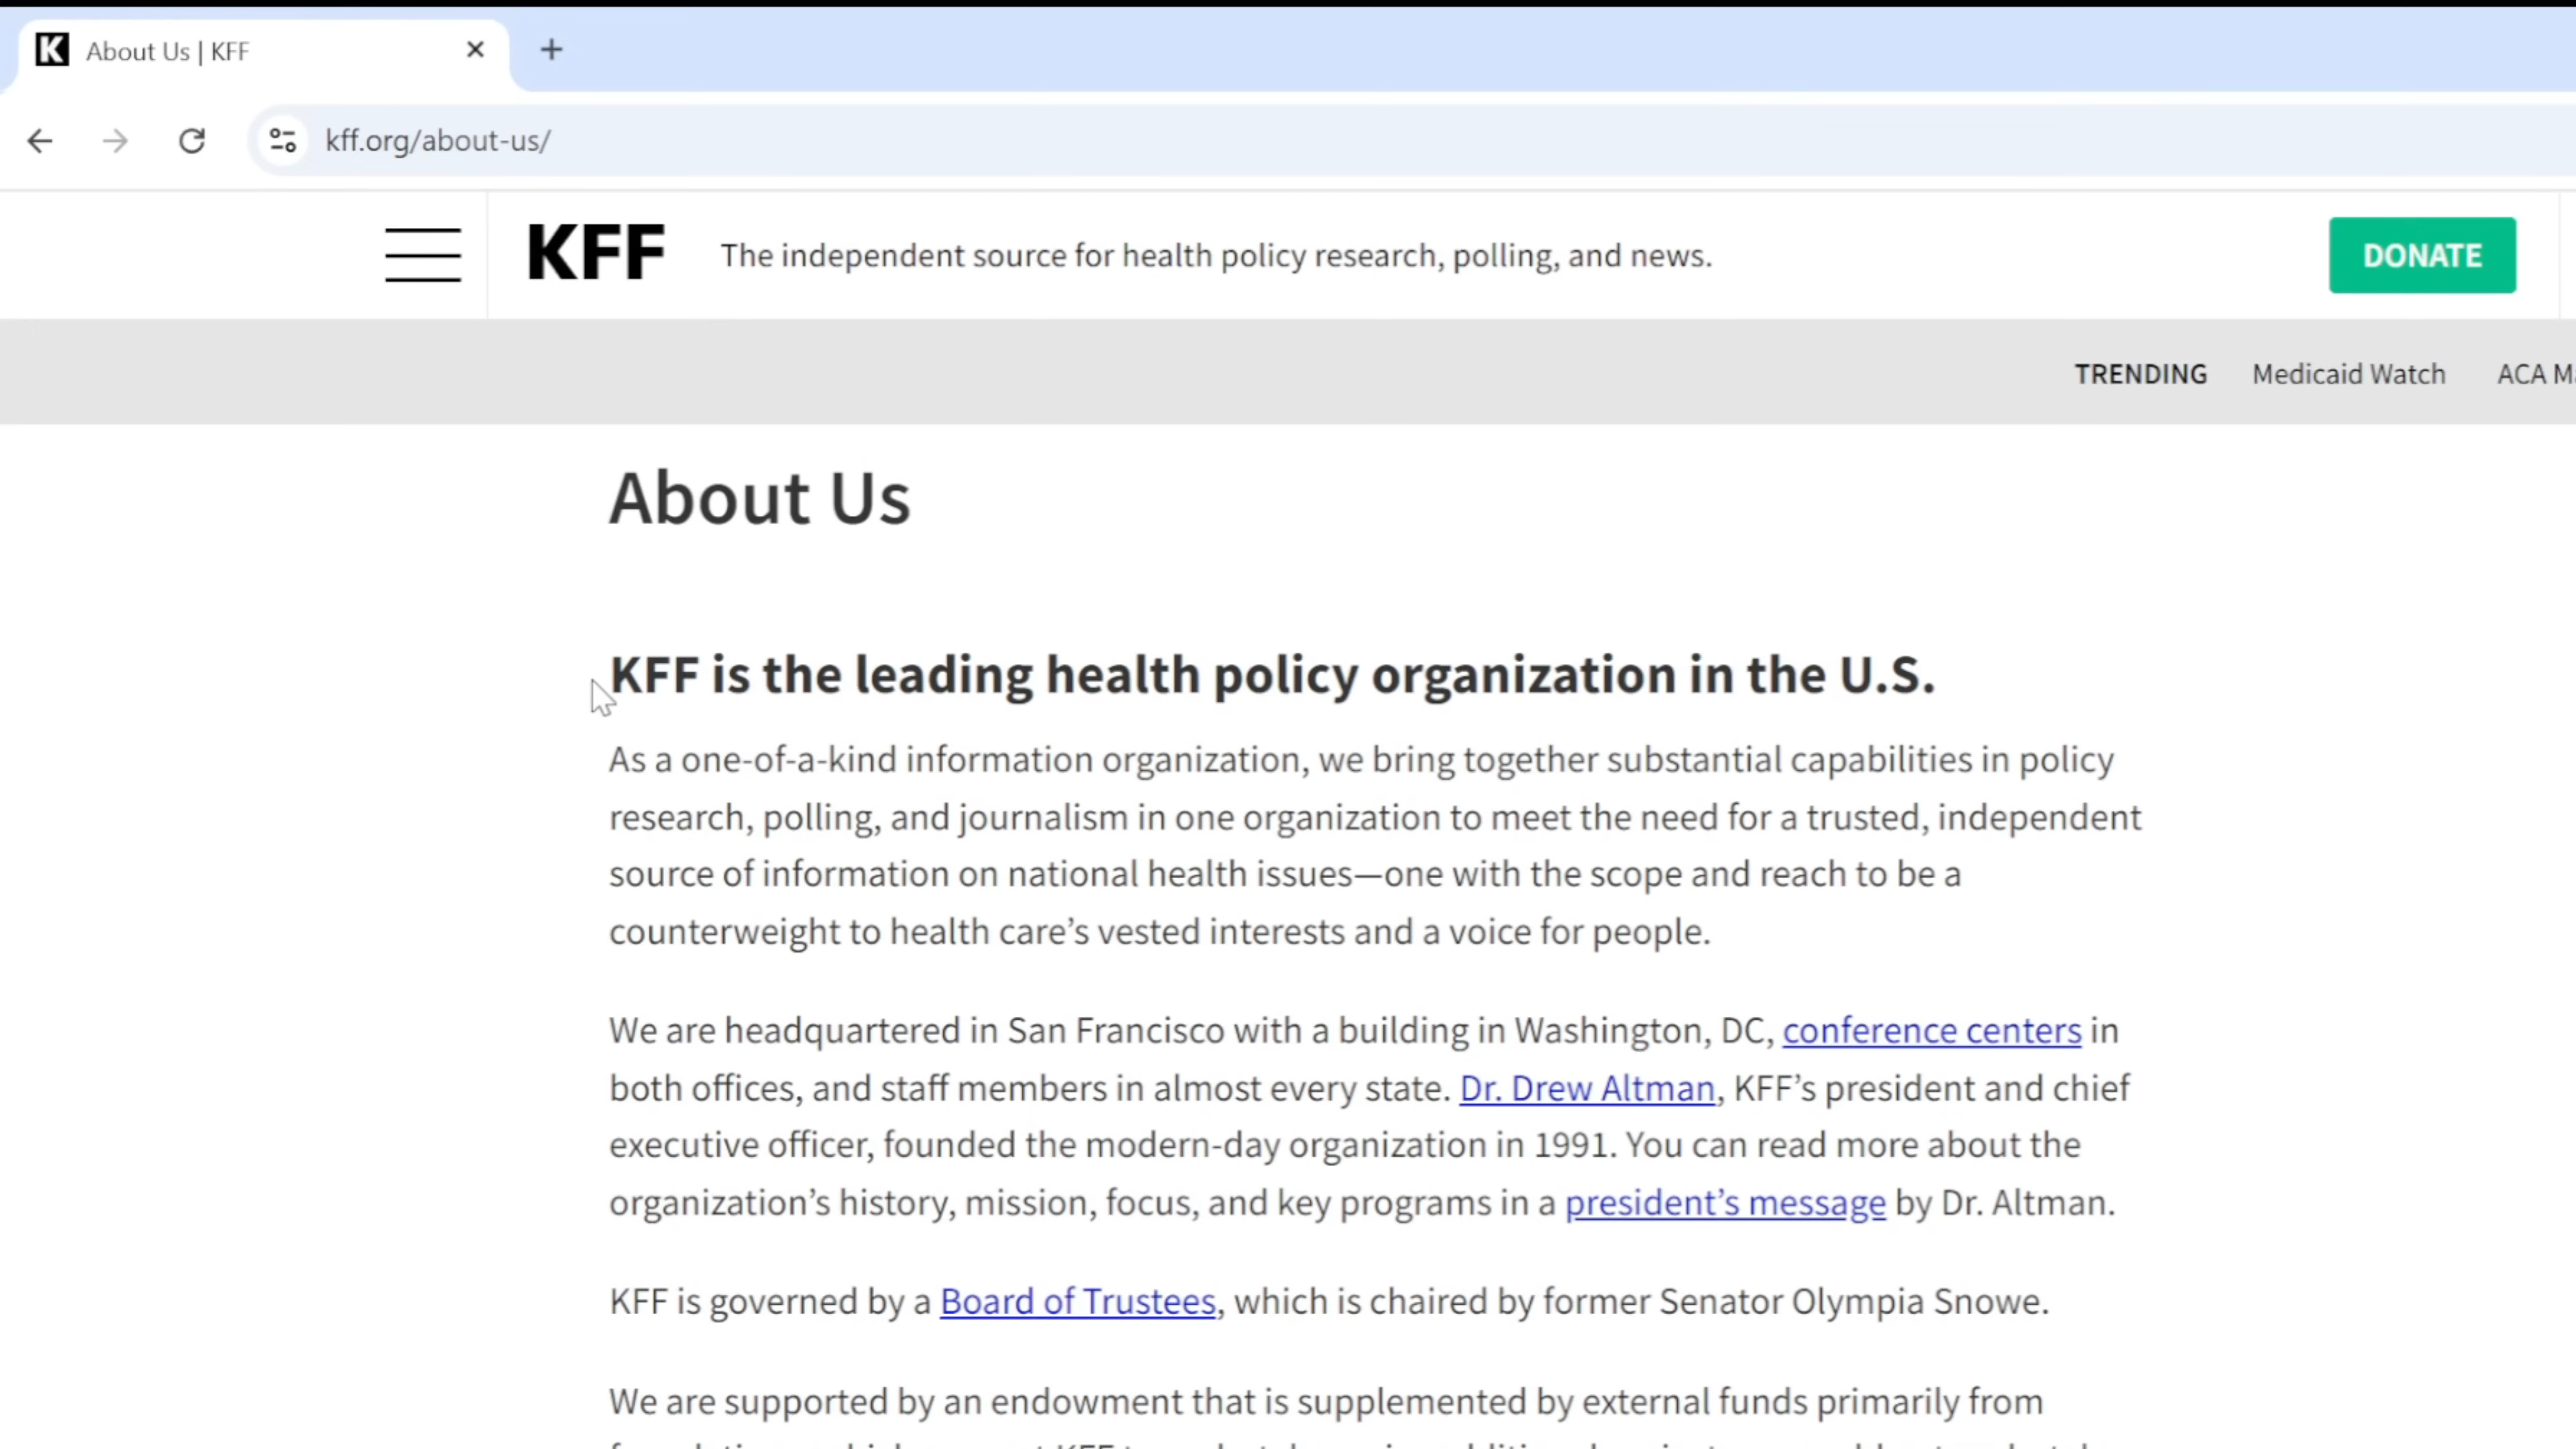 K About Us | KFF
kff.org/about-us/
KFF The independent source for health policy research, polling, and news. DONATE
TRENDING Medicaid Watch ACA
About Us
KFF is the leading health policy organization in the U.S.
As a one-of-a-kind information organization, we bring together substantial capabilities in policy
research, polling, and journalism in one organization to meet the need for a trusted, independent
source of information on national health issues—one with the scope and reach to be a
counterweight to health care’s vested interests and a voice for people.
We are headquartered in San Francisco with a building in Washington, DC, conference centers in
both offices, and staff members in almost every state. Dr. Drew Altman, KFF’s president and chief
executive officer, founded the modern-day organization in 1991. You can read more about the
organization’s history, mission, focus, and key programs in a president’s message by Dr. Altman.
KFF is governed by a Board of Trustees, which is chaired by former Senator Olympia Snowe.
We are supported by an endowment that is supplemented by external funds primarily from